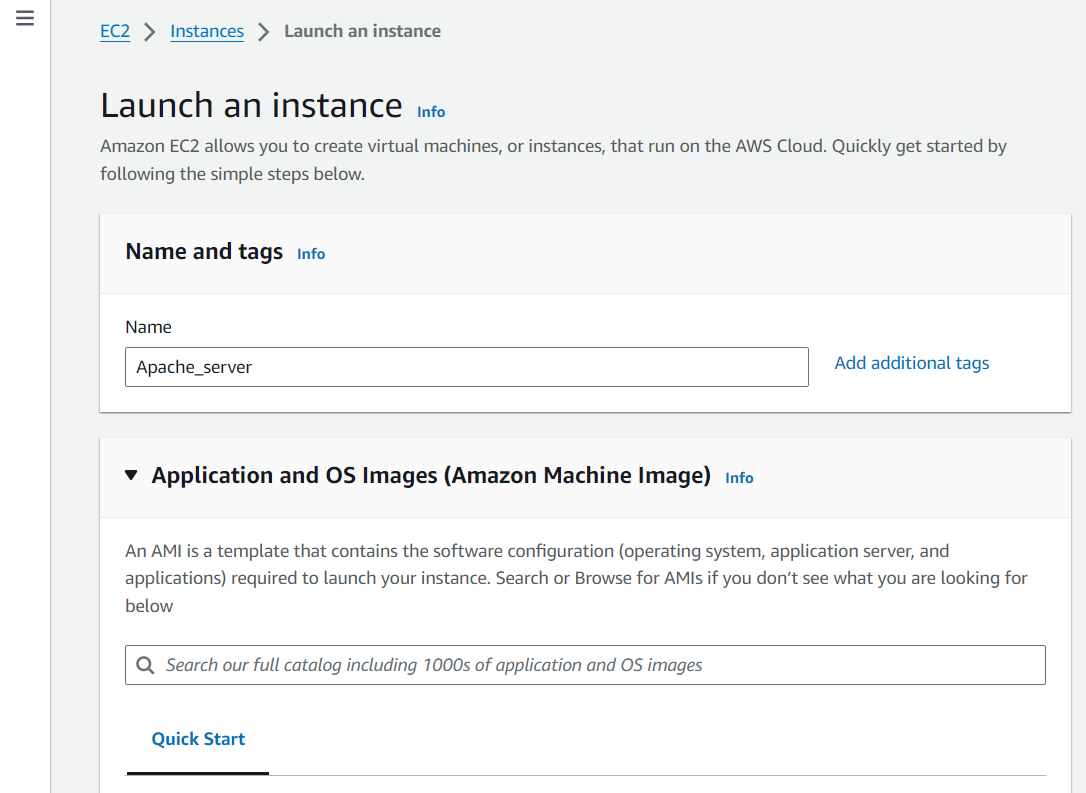 EC2 > Instances > Launch an instance
Launch an instance Info
Amazon EC2 allows you to create virtual machines, or instances, that run on the AWS Cloud. Quickly get started by
following the simple steps below.
Name and tags Info
Name
Apache_server
Add additional tags
Application and OS Images (Amazon Machine Image) Info
An AMI is a template that contains the software configuration (operating system, application server, and
applications) required to launch your instance. Search or Browse for AMIs if you don’t see what you are looking for
below
Search our full catalog including 1000s of application and OS images
Quick Start